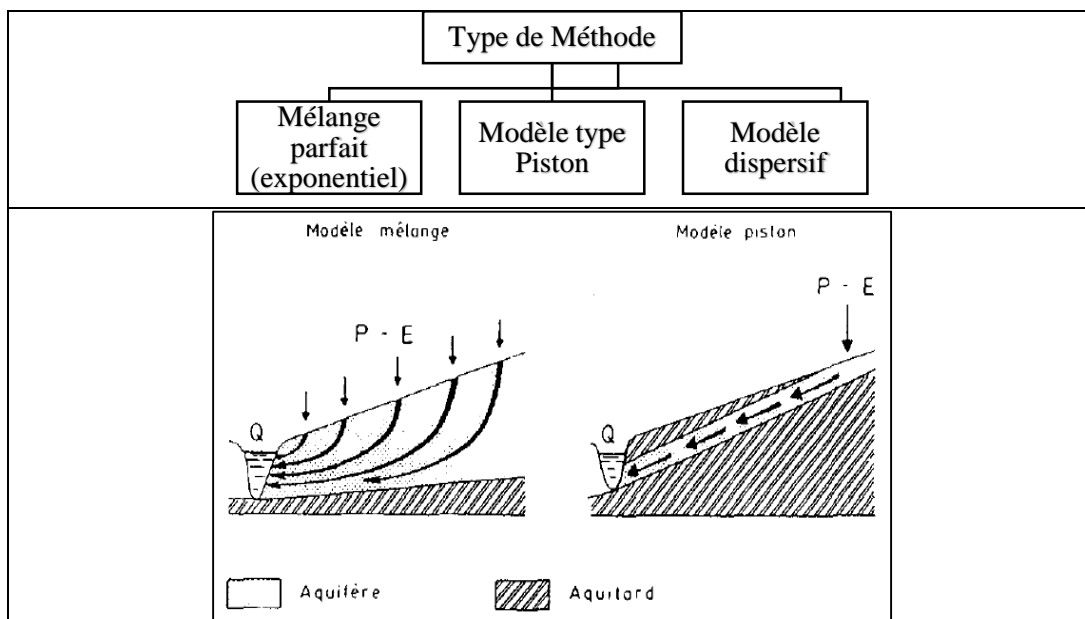 Type de Méthode
Mélange
parfait
(exponentiel)
Modèle type
Piston
Modèle
dispersif
Modèle mélange
Modèle piston
P - E
P - E
Q
Q
Aquifère
Aquitard